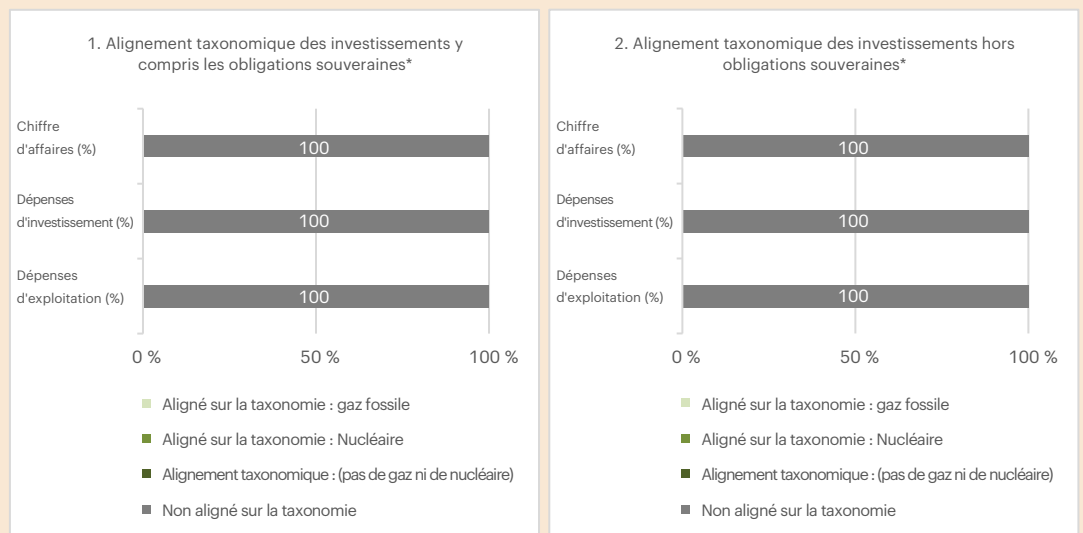 1. Alignement taxonomique des investissements y
compris les obligations souveraines*
Chiffre
d'affaires (%)
100
Dépenses
d'investissement (%)
100
Dépenses
d'exploitation (%)
100
0 %
50 %
100 %
Aligné sur la taxonomie : gaz fossile
Aligné sur la taxonomie : Nucléaire
Alignement taxonomique : (pas de gaz ni de nucléaire)
Non aligné sur la taxonomie
2. Alignement taxonomique des investissements hors
obligations souveraines*
Chiffre
d'affaires (%)
100
Dépenses
d'investissement (%)
100
Dépenses
d'exploitation (%)
100
0 %
50 %
100 %
Aligné sur la taxonomie : gaz fossile
Aligné sur la taxonomie : Nucléaire
Alignement taxonomique : (pas de gaz ni de nucléaire)
Non aligné sur la taxonomie